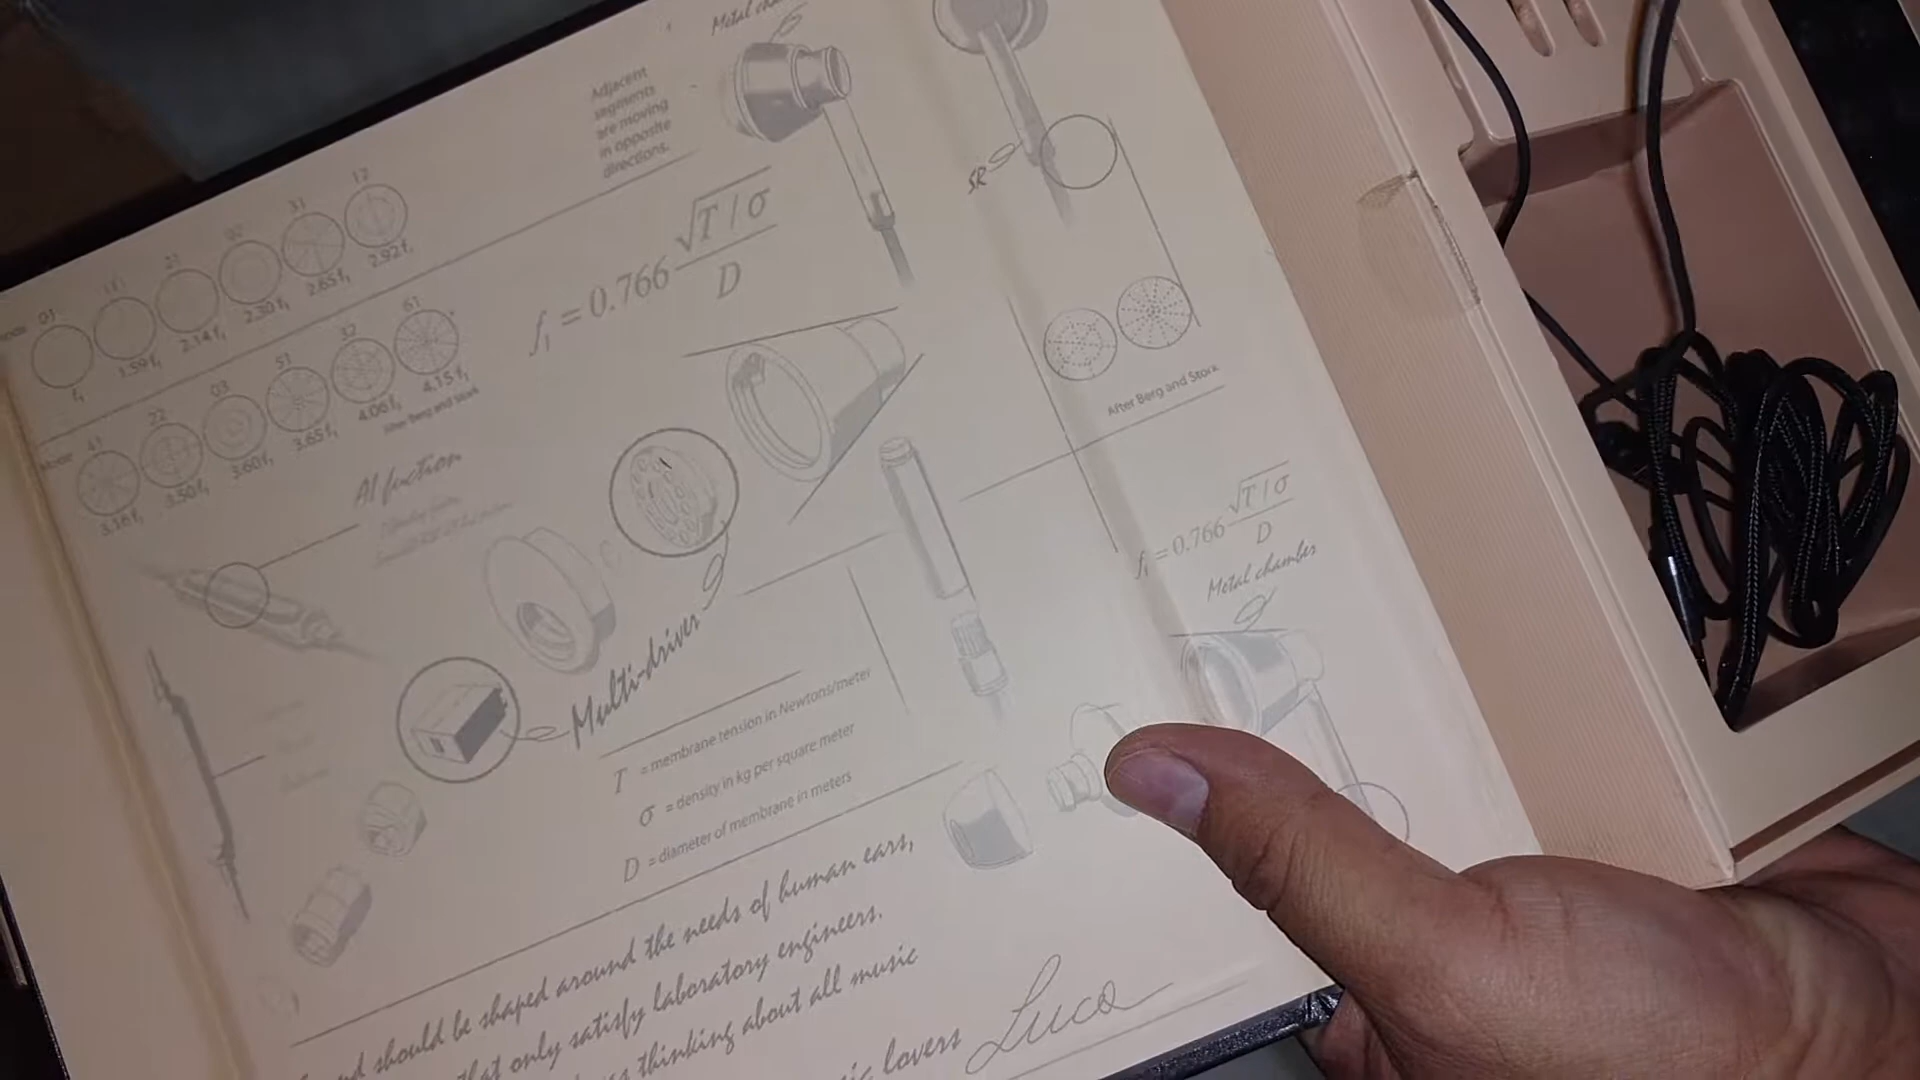 Metal
Adjacent
segments
are moving
in opposite
directions.
SR
01
11
21
02
31
12
f₁
1.59 f₁
2.14 f₁
2.30 f₁
2.65 f₁
2.92 f₁
f₁ = 0.766 √T / σ / D
41
22
03
51
32
61
3.16 f₁
3.50 f₁
3.60 f₁
3.65 f₁
4.06 f₁
4.15 f₁
After Berg and Stork
After Berg and Stork
f₁ = 0.766 √T / σ / D
Metal chamber
Multi-driver
T = membrane tension in Newtons/meter
σ = density in kg per square meter
D = diameter of membrane in meters
should be shaped around the needs of human ears,
that only satisfy laboratory engineers.
thinking about all music
lovers
Luca